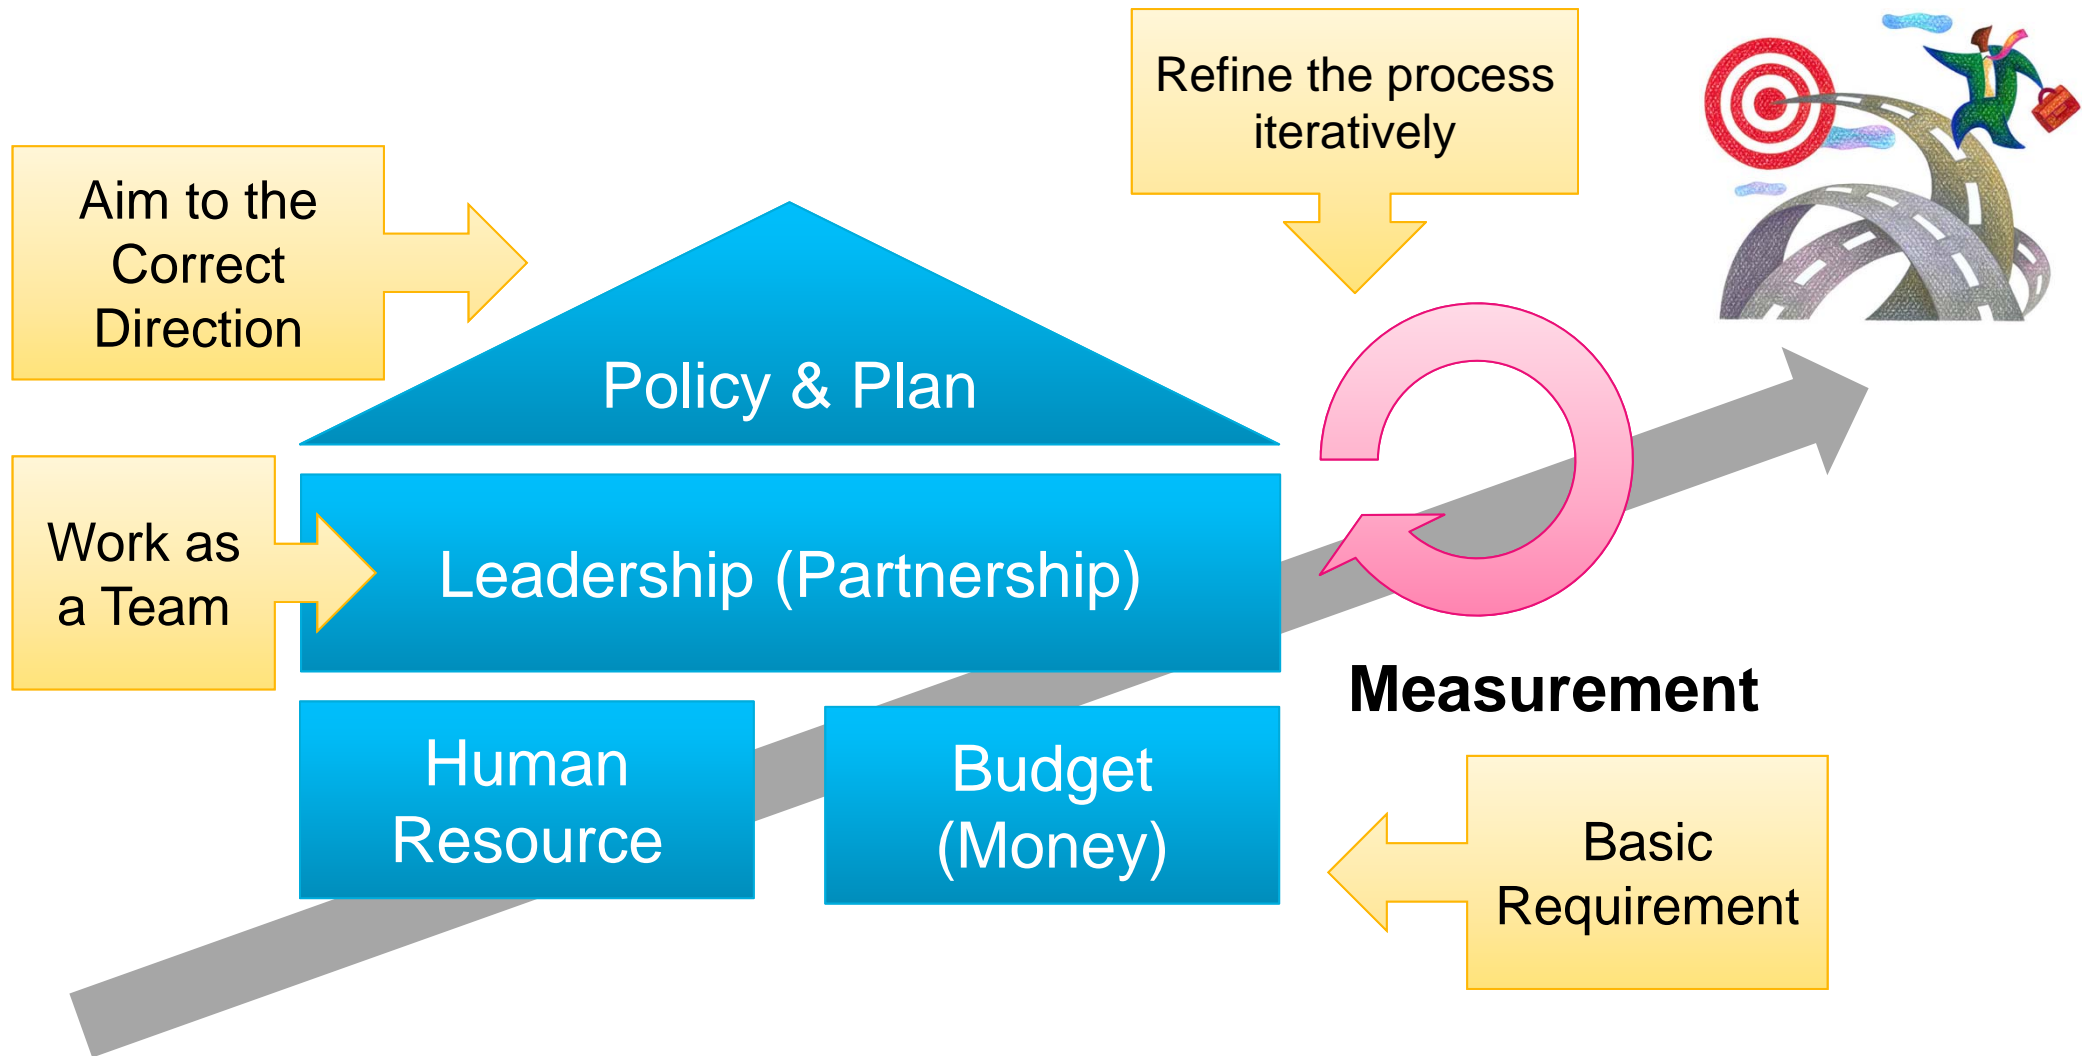 Refine the process
iteratively
Aim to the
Correct
Direction
Policy & Plan
Work as
a Team
Leadership (Partnership)
Measurement
Human
Resource
Budget
(Money)
Basic
Requirement